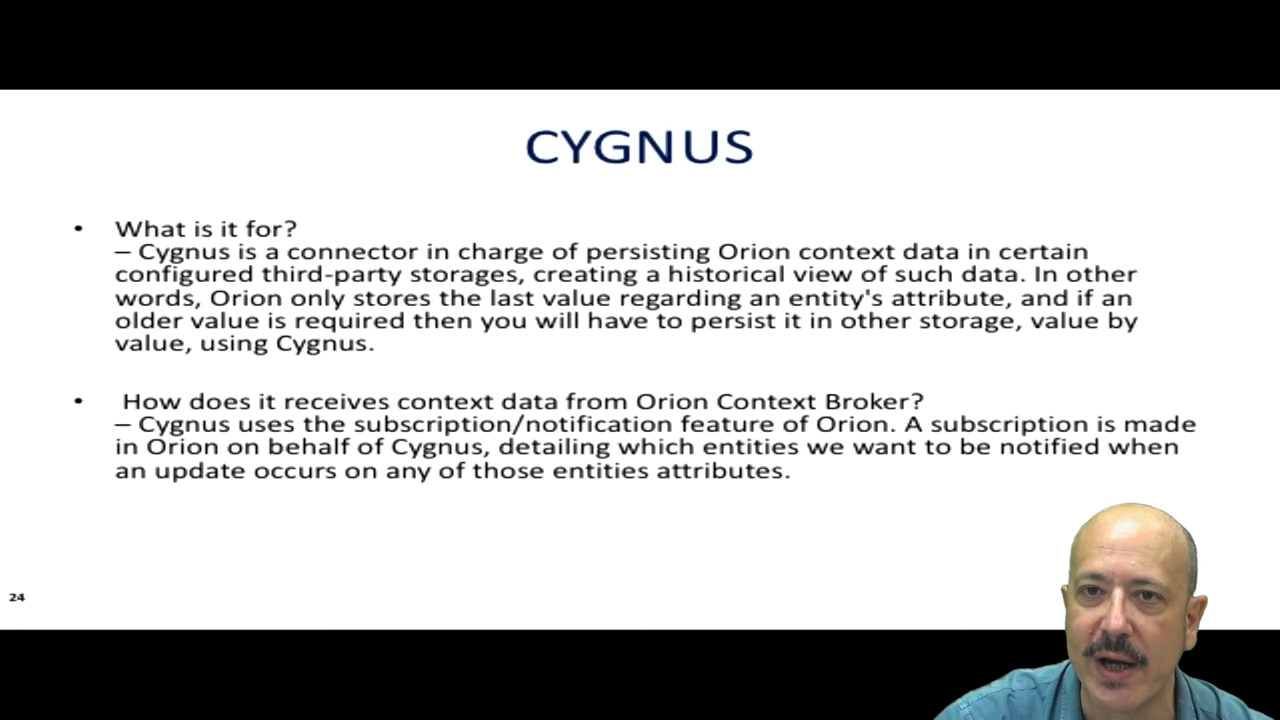 CYGNUS
• What is it for?
– Cygnus is a connector in charge of persisting Orion context data in certain
configured third-party storages, creating a historical view of such data. In other
words, Orion only stores the last value regarding an entity's attribute, and if an
older value is required then you will have to persist it in other storage, value by
value, using Cygnus.
• How does it receives context data from Orion Context Broker?
– Cygnus uses the subscription/notification feature of Orion. A subscription is made
in Orion on behalf of Cygnus, detailing which entities we want to be notified when
an update occurs on any of those entities attributes.
24